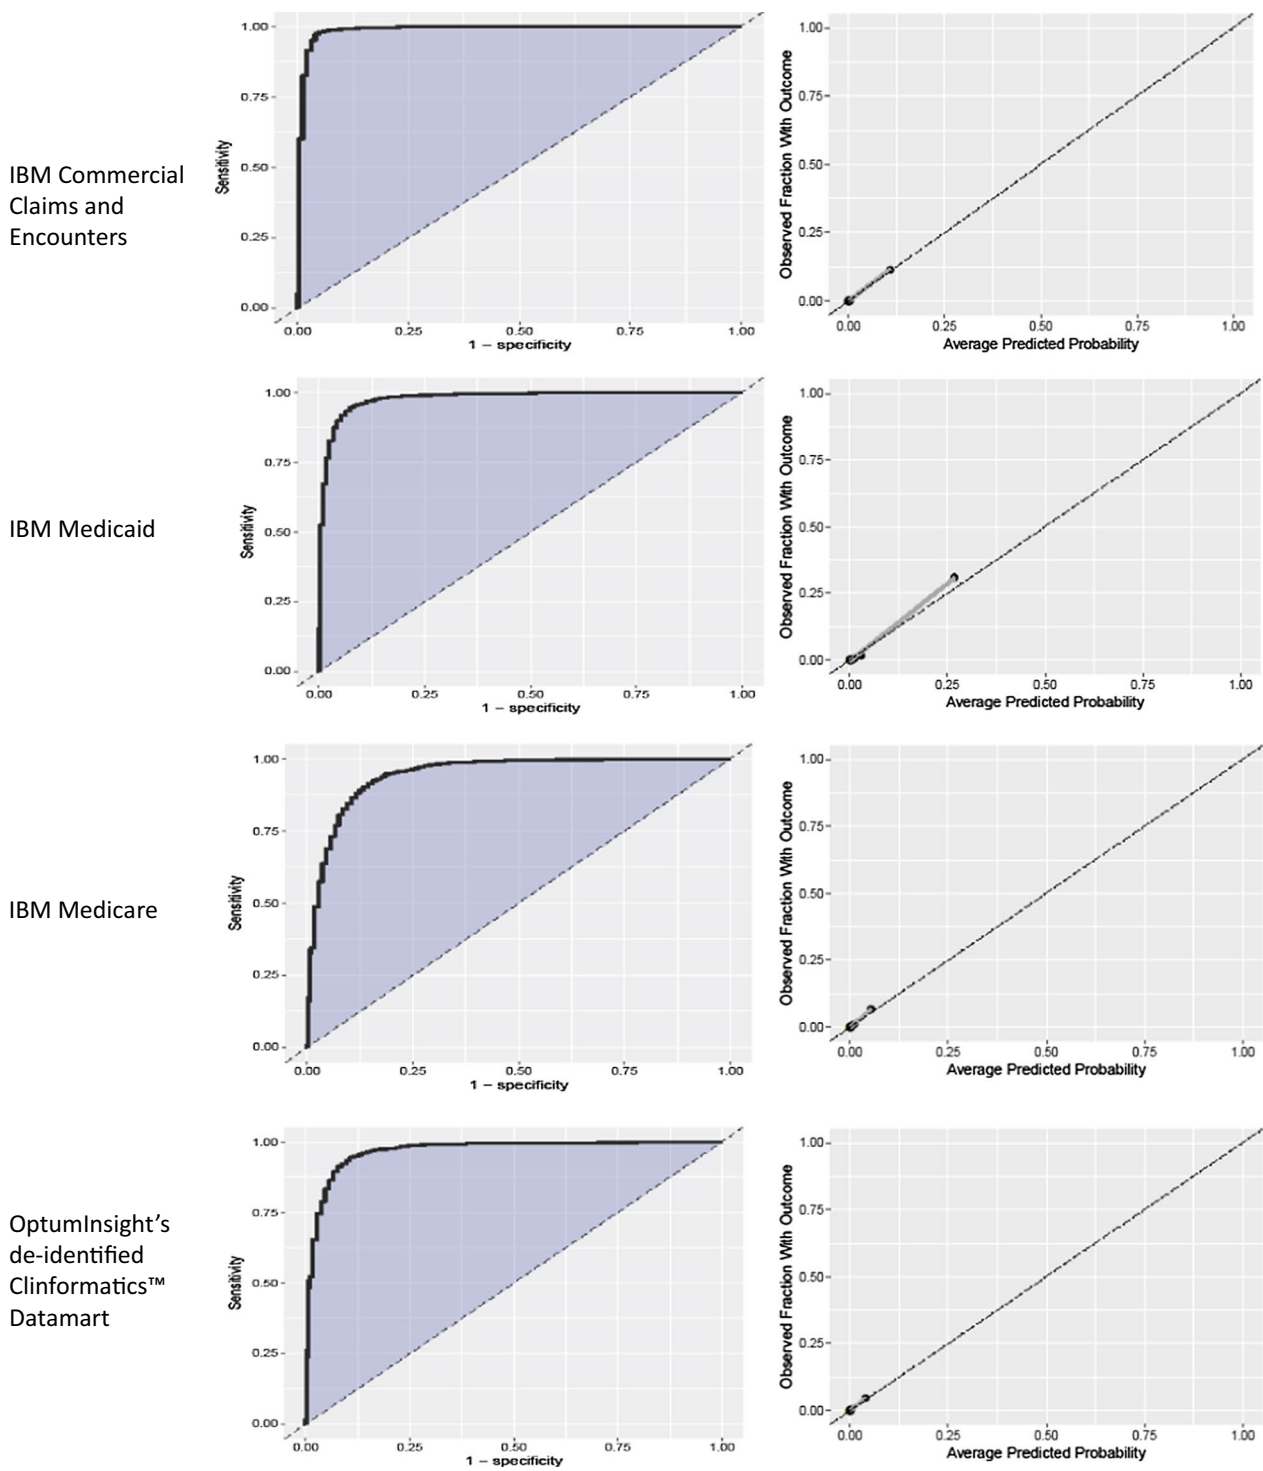 IBM Commercial
Claims and
Encounters
Sensitivity
1.00
0.75
0.50
0.25
0.00
0.00 0.25 0.50 0.75 1.00
1 – specificity
Observed Fraction With Outcome
1.00
0.75
0.50
0.25
0.00
0.00 0.25 0.50 0.75 1.00
Average Predicted Probability
IBM Medicaid
Sensitivity
1.00
0.75
0.50
0.25
0.00
0.00 0.25 0.50 0.75 1.00
1 – specificity
Observed Fraction With Outcome
1.00
0.75
0.50
0.25
0.00
0.00 0.25 0.50 0.75 1.00
Average Predicted Probability
IBM Medicare
Sensitivity
1.00
0.75
0.50
0.25
0.00
0.00 0.25 0.50 0.75 1.00
1 – specificity
Observed Fraction With Outcome
1.00
0.75
0.50
0.25
0.00
0.00 0.25 0.50 0.75 1.00
Average Predicted Probability
OptumInsight’s
de-identified
Clinformatics™
Datamart
Sensitivity
1.00
0.75
0.50
0.25
0.00
0.00 0.25 0.50 0.75 1.00
1 – specificity
Observed Fraction With Outcome
1.00
0.75
0.50
0.25
0.00
0.00 0.25 0.50 0.75 1.00
Average Predicted Probability